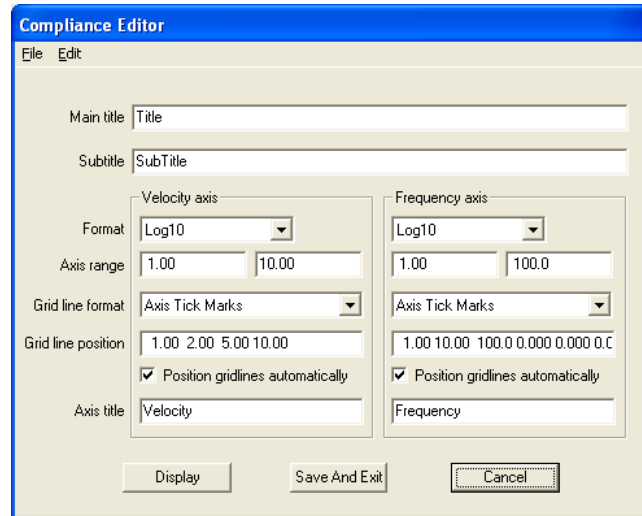 Compliance Editor
File Edit
Main title Title
Subtitle SubTitle
Velocity axis Frequency axis
Format Log10 Log10
Axis range 1.00 10.00 1.00 100.0
Grid line format Axis Tick Marks Axis Tick Marks
Grid line position 1.00 2.00 5.00 10.00 1.00 10.00 100.0 0.000 0.000 0.0
Position gridlines automatically Position gridlines automatically
Axis title Velocity Frequency
Display Save And Exit Cancel